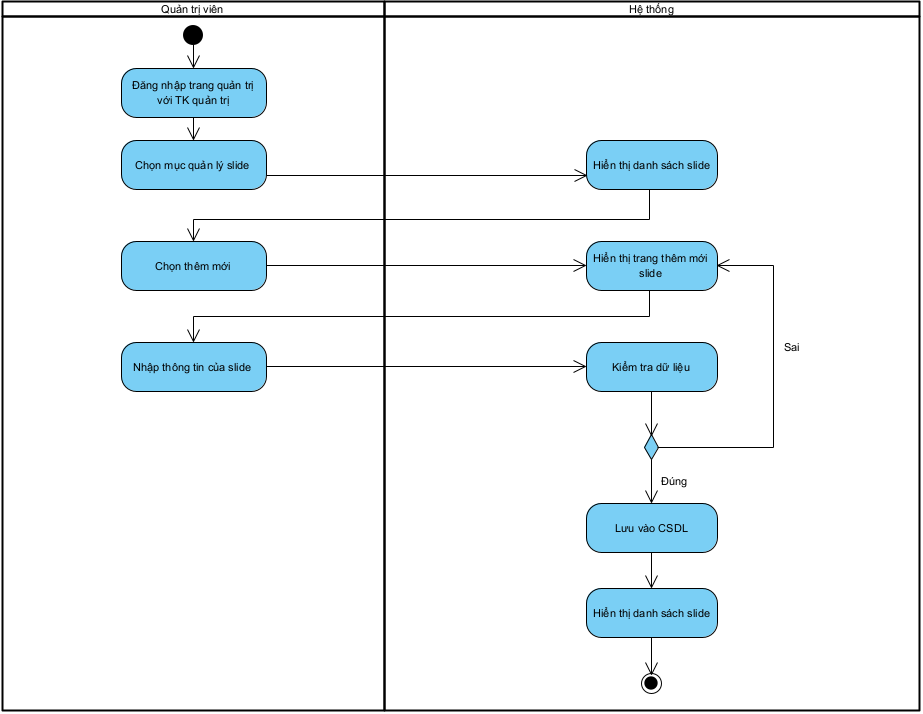 Quản trị viên
Hệ thống
Đăng nhập trang quản trị
với TK quản trị
Chọn mục quản lý slide
Hiển thị danh sách slide
Chọn thêm mới
Hiển thị trang thêm mới
slide
Sai
Nhập thông tin của slide
Kiểm tra dữ liệu
Đúng
Lưu vào CSDL
Hiển thị danh sách slide